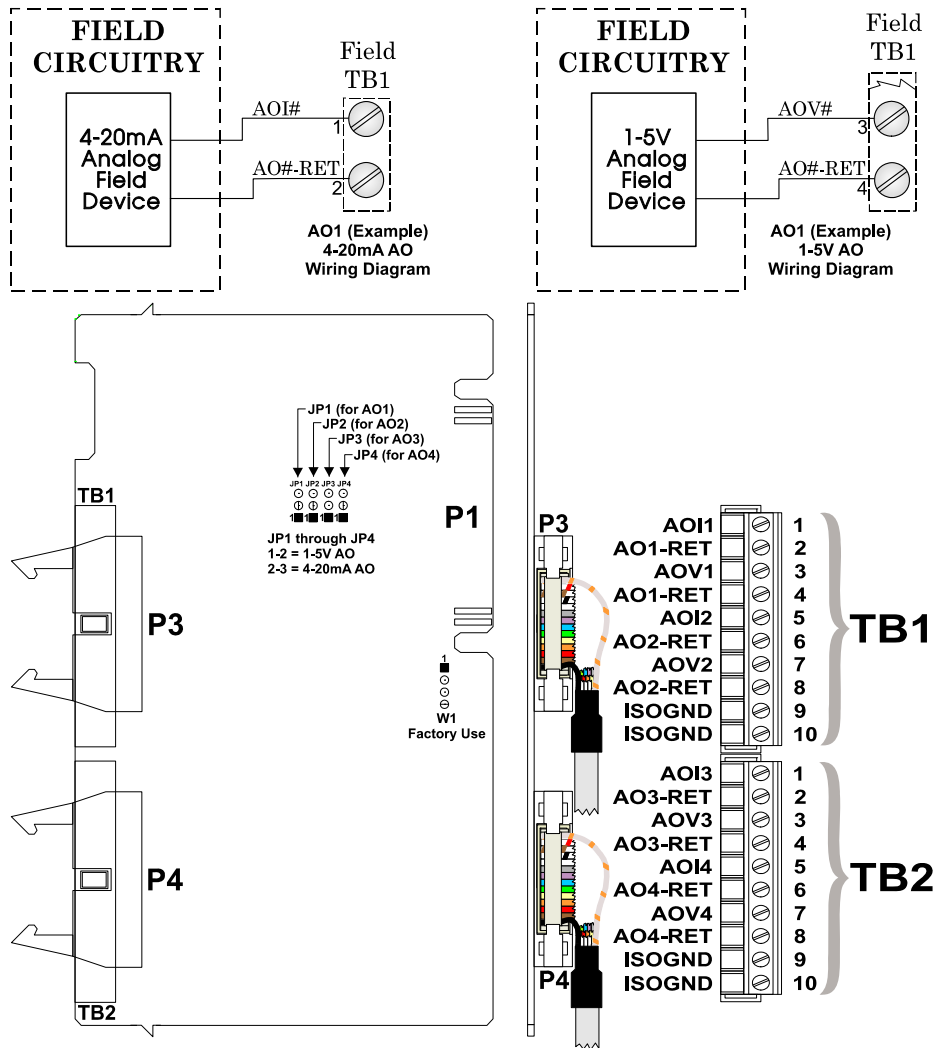 FIELD
CIRCUITRY
Field
TB1
4-20mA
Analog
Field
Device
AOI#
1
AO#-RET
2
AO1 (Example)
4-20mA AO
Wiring Diagram
FIELD
CIRCUITRY
Field
TB1
1-5V
Analog
Field
Device
AOV#
3
AO#-RET
4
AO1 (Example)
1-5V AO
Wiring Diagram
JP1 (for AO1)
JP2 (for AO2)
JP3 (for AO3)
JP4 (for AO4)
JP1 JP2 JP3 JP4
1 1 1 1
JP1 through JP4
1-2 = 1-5V AO
2-3 = 4-20mA AO
TB1
P3
P1
1
W1
Factory Use
P4
TB2
P3
AOI1 1
AO1-RET 2
AOV1 3
AO1-RET 4
AOI2 5
AO2-RET 6
AOV2 7
AO2-RET 8
ISOGND 9
ISOGND 10
TB1
AOI3 1
AO3-RET 2
AOV3 3
AO3-RET 4
AOI4 5
AO4-RET 6
AOV4 7
AO4-RET 8
ISOGND 9
ISOGND 10
TB2
P4